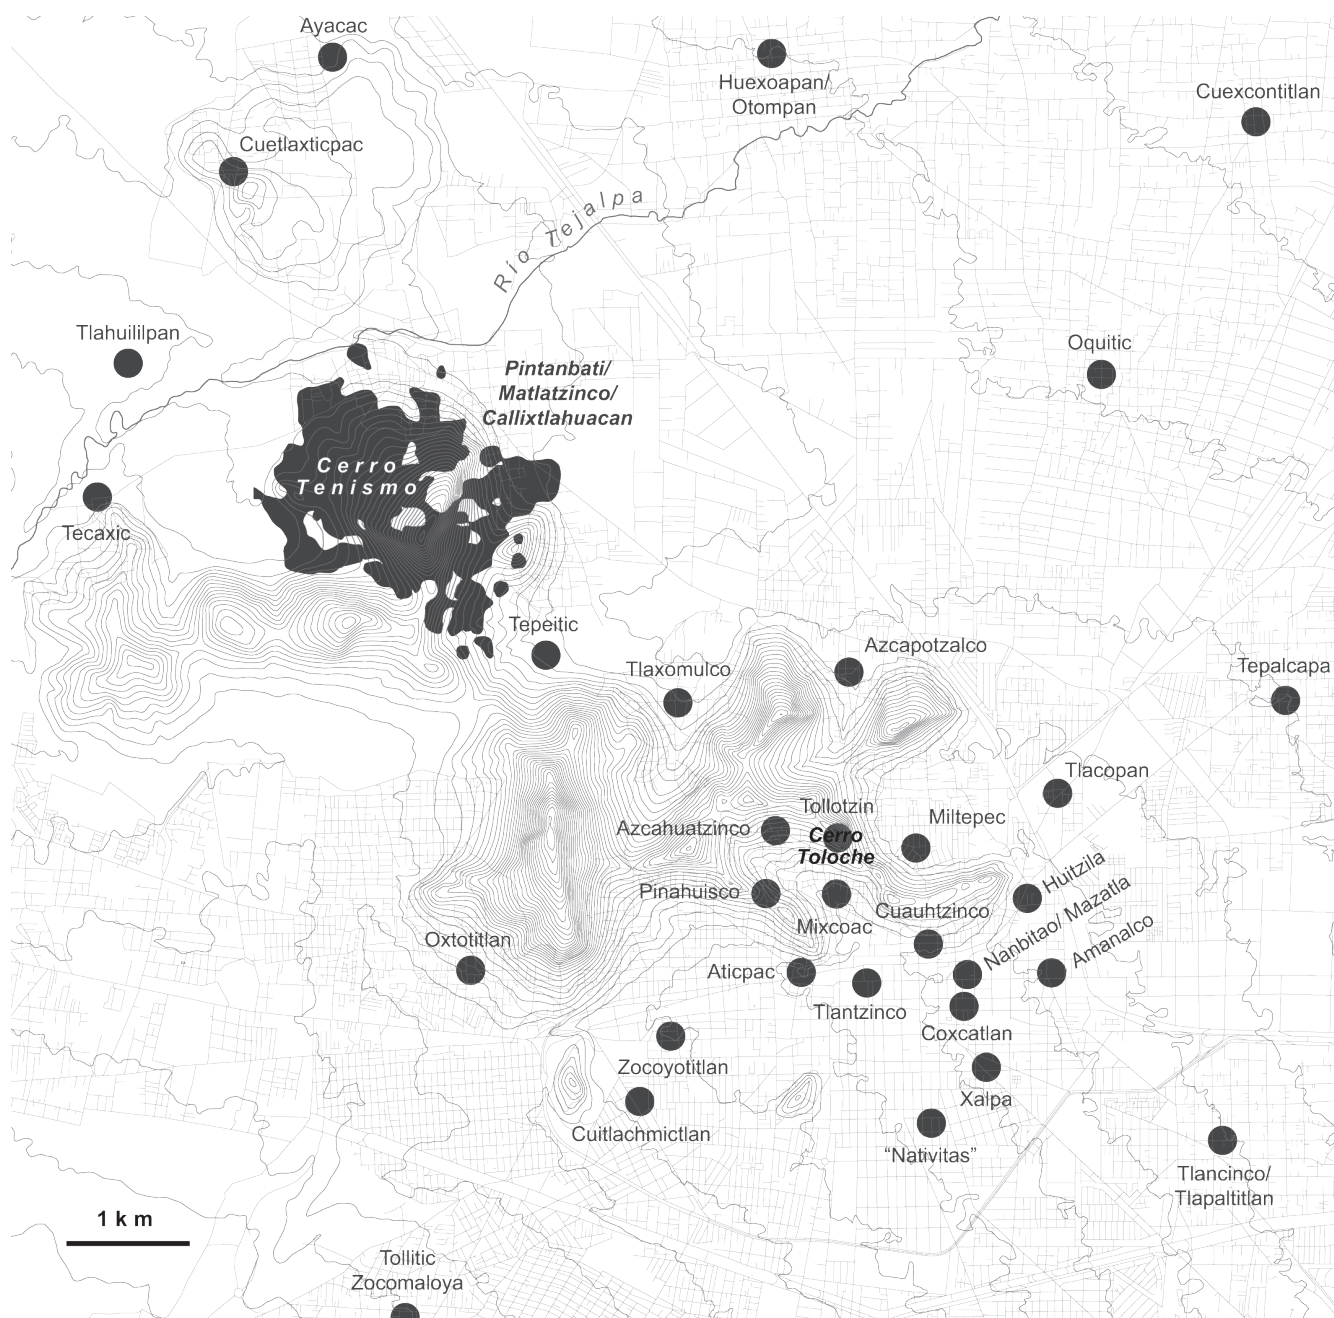 Ayacac
Huexoapan/
Otompan
Cuexcontitlan
Cuetlaxticpac
Río Tejalpa
Tlahuililpan
Oquitic
Pintanbati/
Matlatzinco/
Callixtlahuacan
Cerro
Tenismo
Tecaxic
Tepeitic
Tlaxomulco
Azcapotzalco
Tepalcapa
Tlacopan
Tollotzin
Miltepec
Azcahuatzinco
Cerro
Toloche
Huitzila
Pinahuisco
Cuauhtzinco
Nanbitao/ Mazatla
Mixcoac
Amanalco
Oxtotitlan
Aticpac
Tlantzinco
Coxcatlan
Zocoyotitlan
Xalpa
Cuitlachmictlan
“Nativitas”
Tlancinco/
Tlapaltitlan
1 km
Tollitic
Zocomaloya